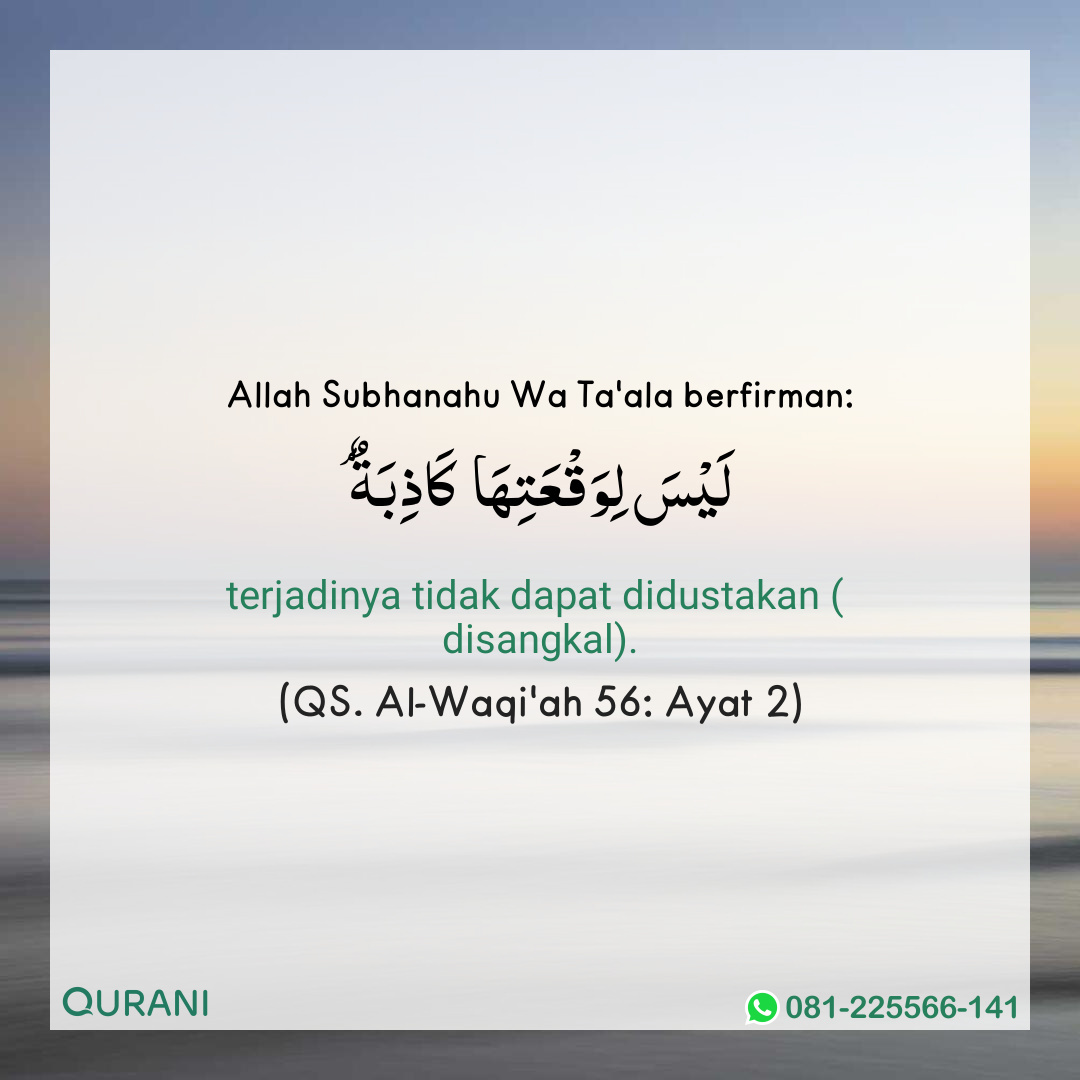 Allah Subhanahu Wa Ta'ala berfirman:
لَيْسَ لِوَقْعَتِهَا كَاذِبَةٌ ۘ
terjadinya tidak dapat didustakan (
disangkal).
(QS. Al-Waqi'ah 56: Ayat 2)
QURANI
081-225566-141